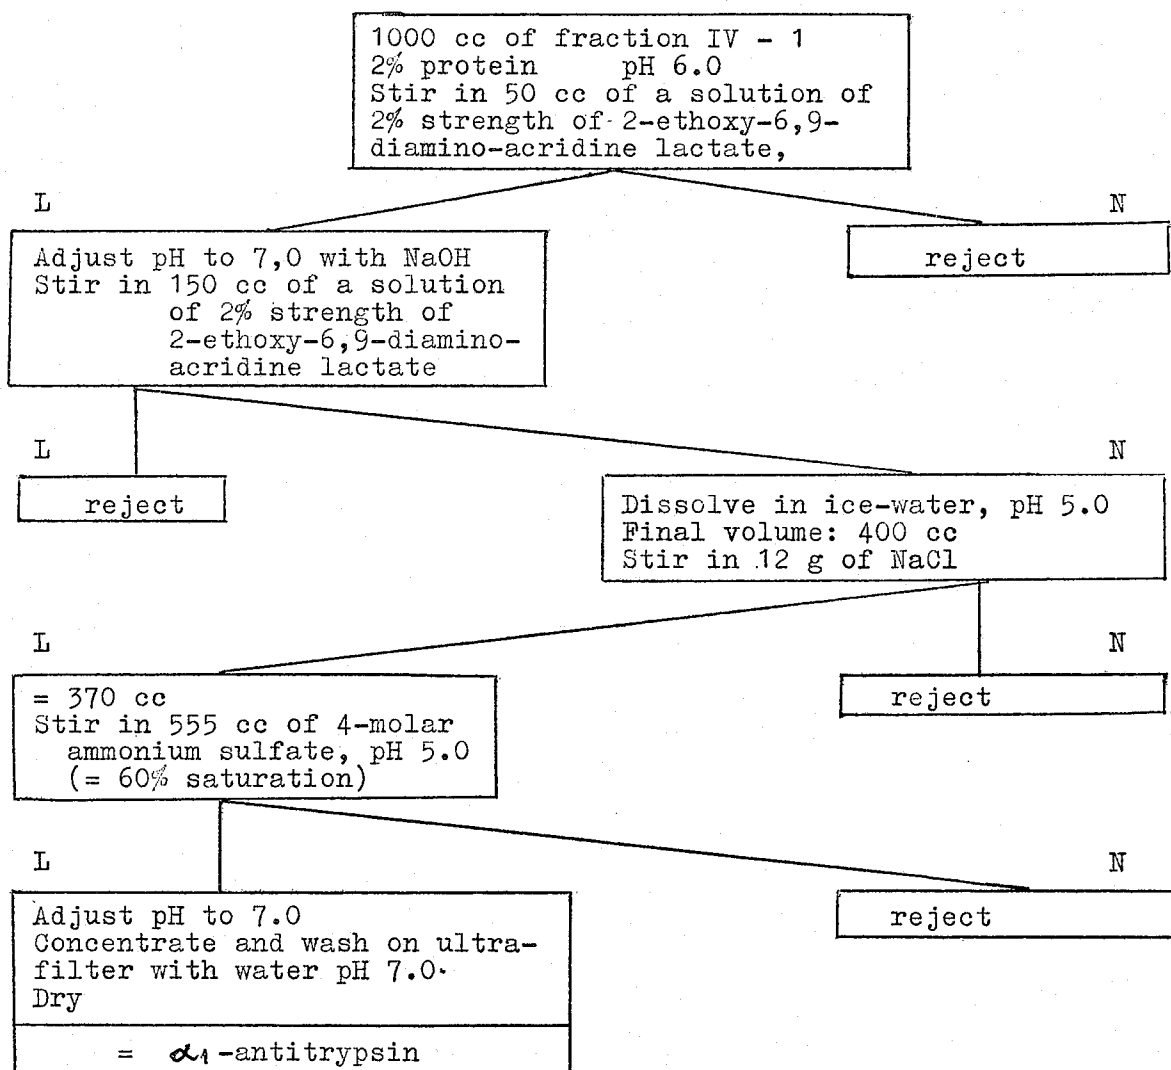 1000 cc of fraction IV - 1
2% protein pH 6.0
Stir in 50 cc of a solution of
2% strength of 2-ethoxy-6,9-
diamino-acridine lactate,
L
N
Adjust pH to 7,0 with NaOH
Stir in 150 cc of a solution
of 2% strength of
2-ethoxy-6,9-diamino-
acridine lactate
reject
L
N
reject
Dissolve in ice-water, pH 5.0
Final volume: 400 cc
Stir in 12 g of NaCl
L
N
= 370 cc
Stir in 555 cc of 4-molar
ammonium sulfate, pH 5.0
(= 60% saturation)
reject
L
N
Adjust pH to 7.0
Concentrate and wash on ultra-
filter with water pH 7.0.
Dry
reject
= α1-antitrypsin